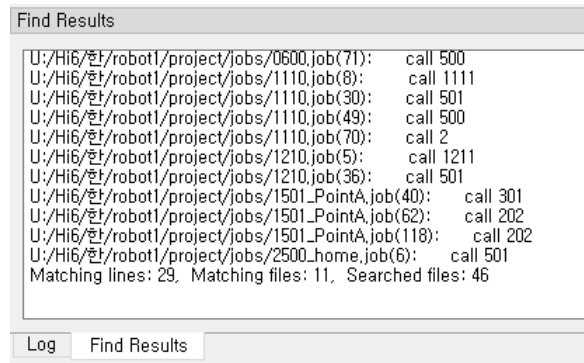 Find Results
U:/Hi6/한/robot1/project/jobs/0600.job(71):    call 500
U:/Hi6/한/robot1/project/jobs/1110.job(8):    call 1111
U:/Hi6/한/robot1/project/jobs/1110.job(30):    call 501
U:/Hi6/한/robot1/project/jobs/1110.job(49):    call 500
U:/Hi6/한/robot1/project/jobs/1110.job(70):    call 2
U:/Hi6/한/robot1/project/jobs/1210.job(5):    call 1211
U:/Hi6/한/robot1/project/jobs/1210.job(36):    call 501
U:/Hi6/한/robot1/project/jobs/1501_PointA.job(40):    call 301
U:/Hi6/한/robot1/project/jobs/1501_PointA.job(62):    call 202
U:/Hi6/한/robot1/project/jobs/1501_PointA.job(118):    call 202
U:/Hi6/한/robot1/project/jobs/2500_home.job(6):    call 501
Matching lines: 29,  Matching files: 11,  Searched files: 46
Log    Find Results